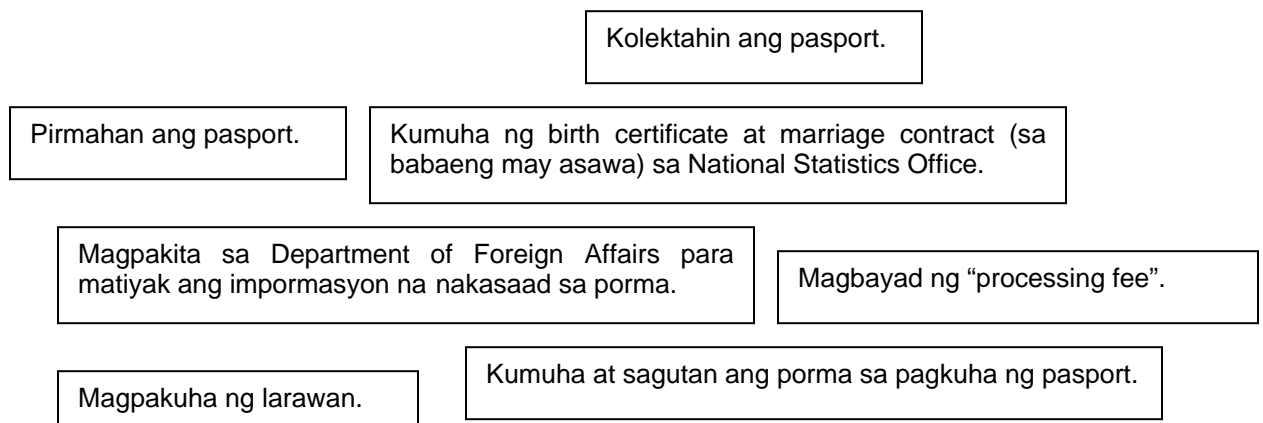 Kolektahin ang pasport.
Pirmahan ang pasport.
Kumuha ng birth certificate at marriage contract (sa
babaeng may asawa) sa National Statistics Office.
Magpakita sa Department of Foreign Affairs para
matiyak ang impormasyon na nakasaad sa porma.
Magbayad ng “processing fee”.
Kumuha at sagutan ang porma sa pagkuha ng pasport.
Magpakuha ng larawan.